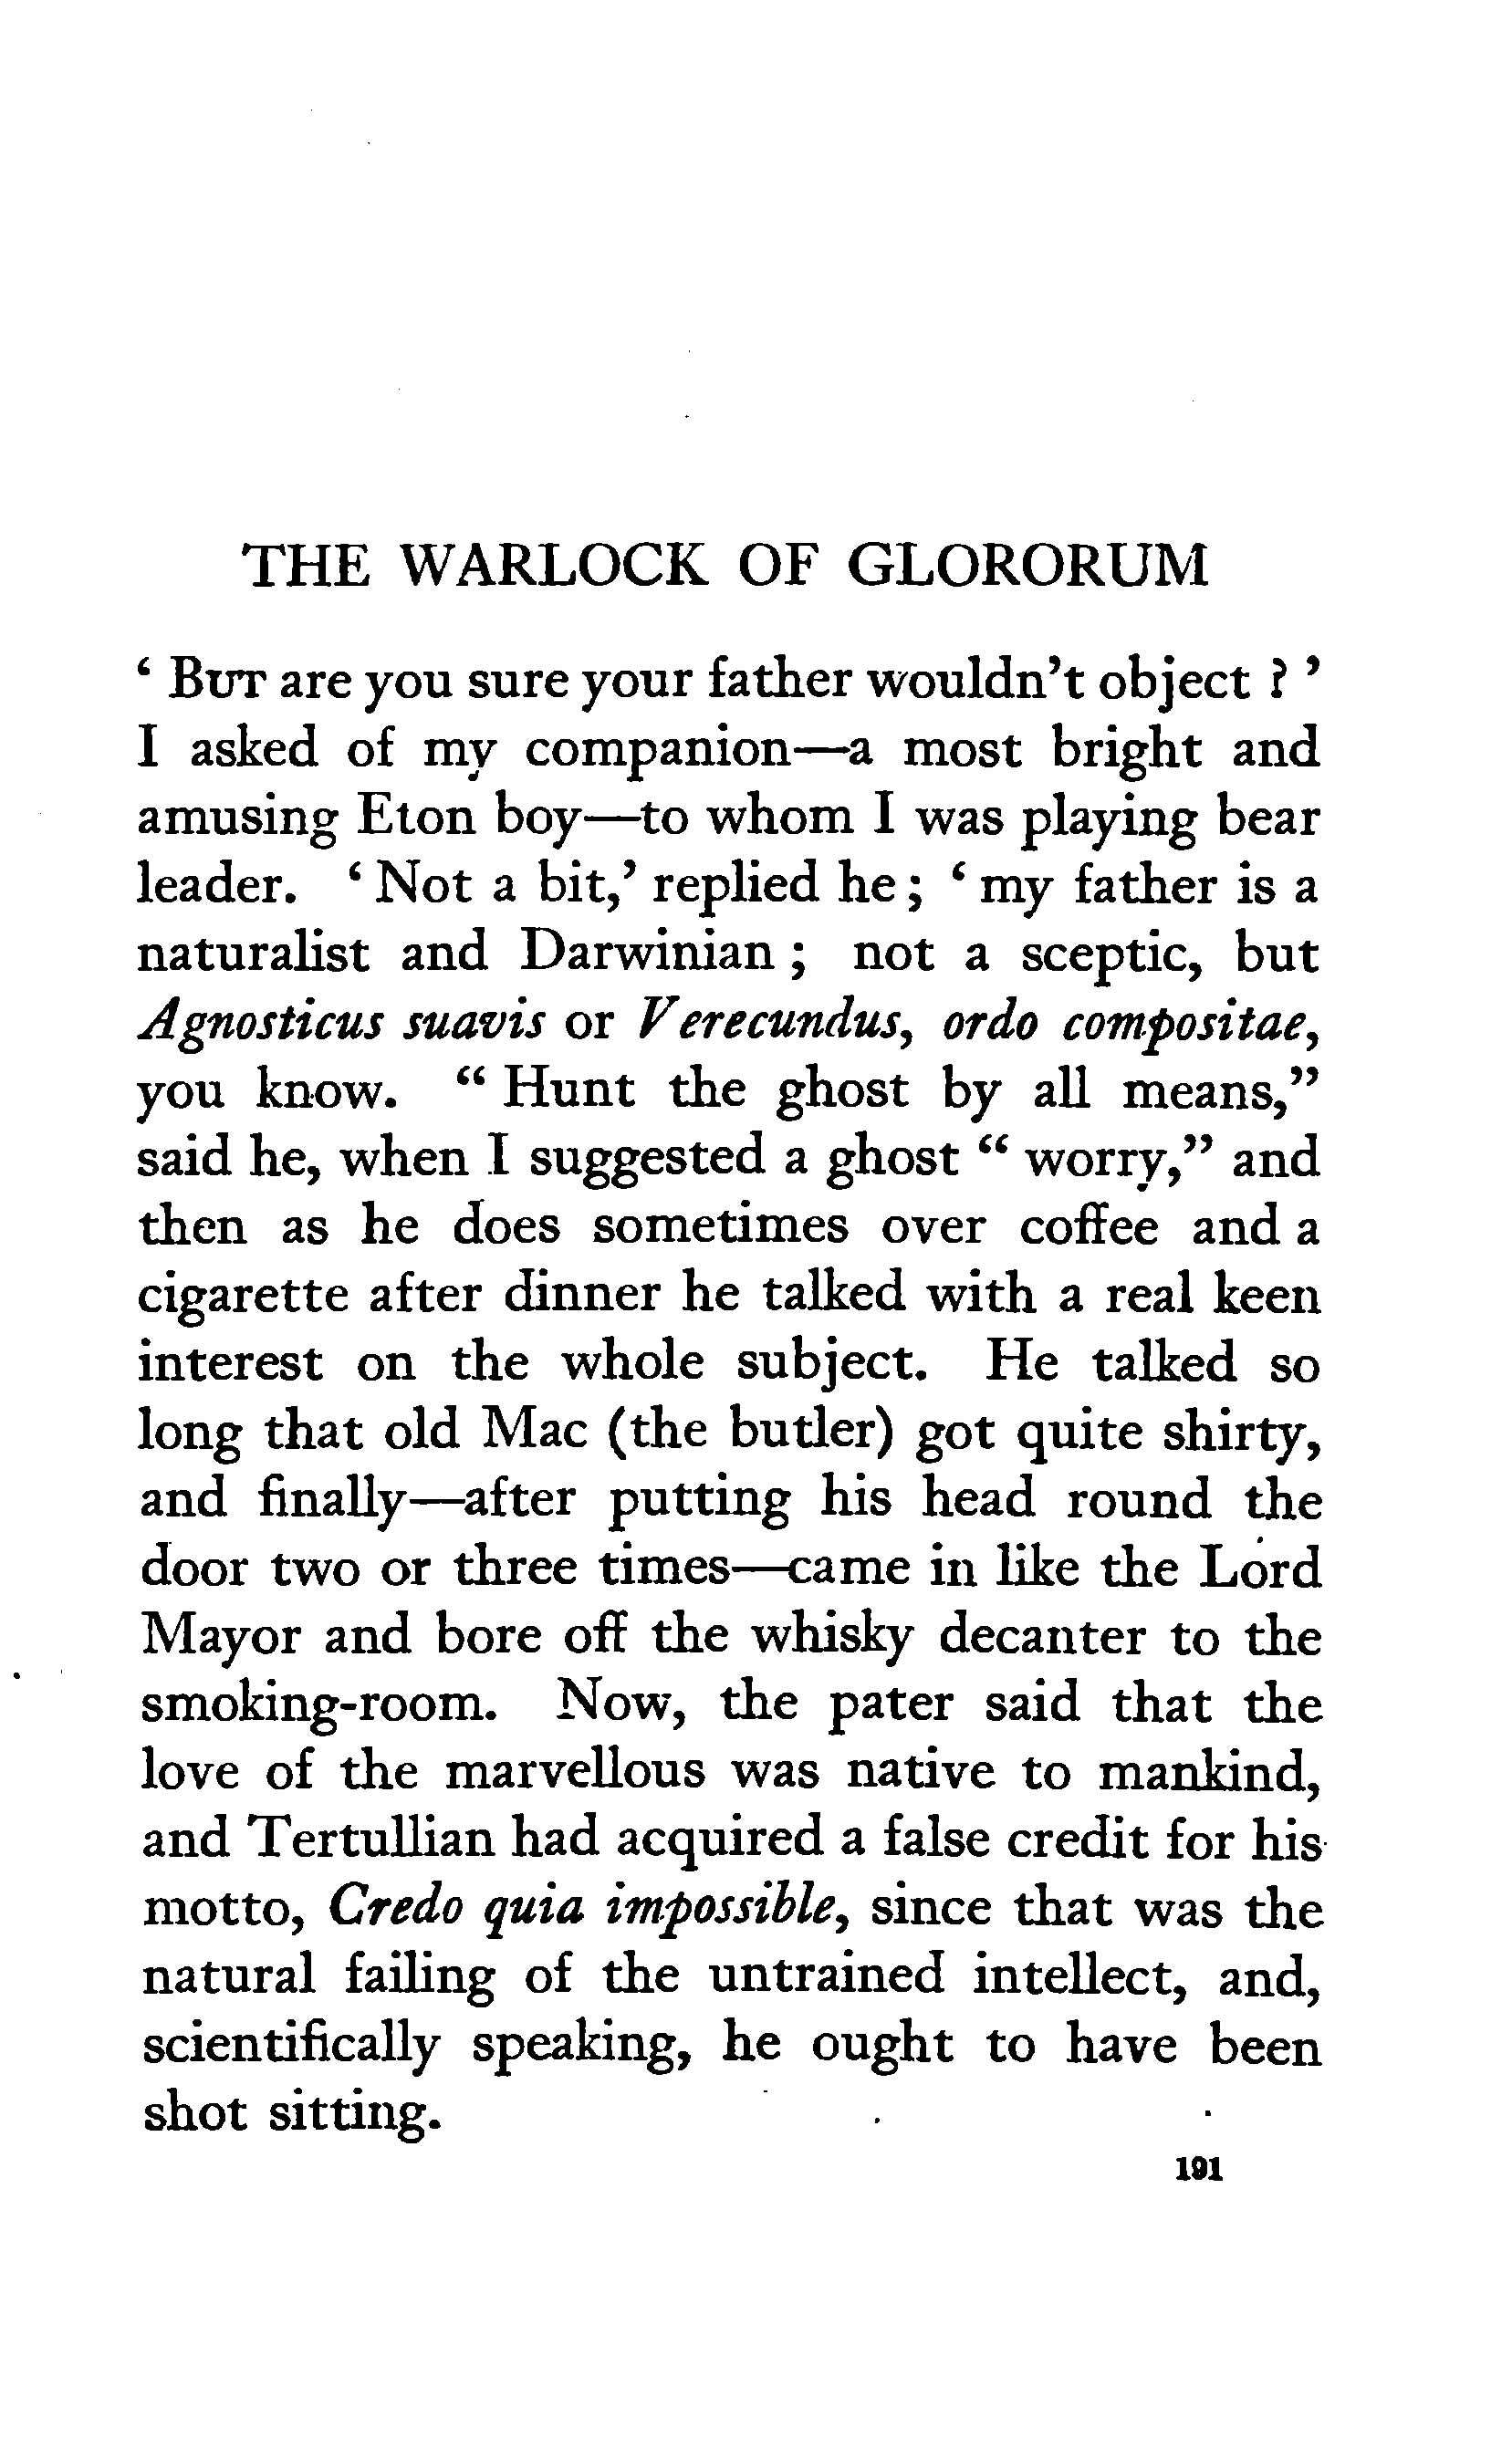 THE WARLOCK OF GLORORUM
‘ BUT are you sure your father wouldn’t object ? ’
I asked of my companion—a most bright and
amusing Eton boy—to whom I was playing bear
leader. ‘ Not a bit,’ replied he ; ‘ my father is a
naturalist and Darwinian ; not a sceptic, but
Agnosticus suavis or Verecundus, ordo compositae,
you know. “ Hunt the ghost by all means,”
said he, when I suggested a ghost “ worry,” and
then as he does sometimes over coffee and a
cigarette after dinner he talked with a real keen
interest on the whole subject. He talked so
long that old Mac (the butler) got quite shirty,
and finally—after putting his head round the
door two or three times—came in like the Lord
Mayor and bore off the whisky decanter to the
smoking-room. Now, the pater said that the
love of the marvellous was native to mankind,
and Tertullian had acquired a false credit for his
motto, Credo quia impossible, since that was the
natural failing of the untrained intellect, and,
scientifically speaking, he ought to have been
shot sitting.
191